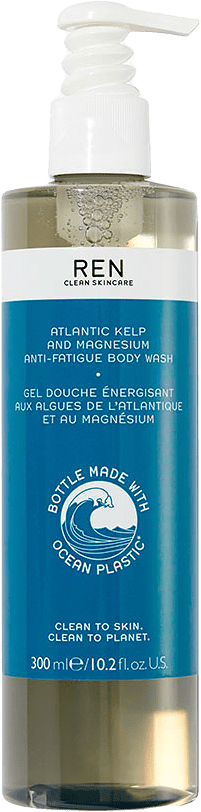 REN
CLEAN SKINCARE
ATLANTIC KELP
AND MAGNESIUM
ANTI-FATIGUE BODY WASH
•
GEL DOUCHE ÉNERGISANT
AUX ALGUES DE L'ATLANTIQUE
ET AU MAGNÉSIUM
BOTTLE MADE WITH
OCEAN PLASTIC*
CLEAN TO SKIN.
CLEAN TO PLANET.
300 ml℮/10.2 fl. oz. U.S.